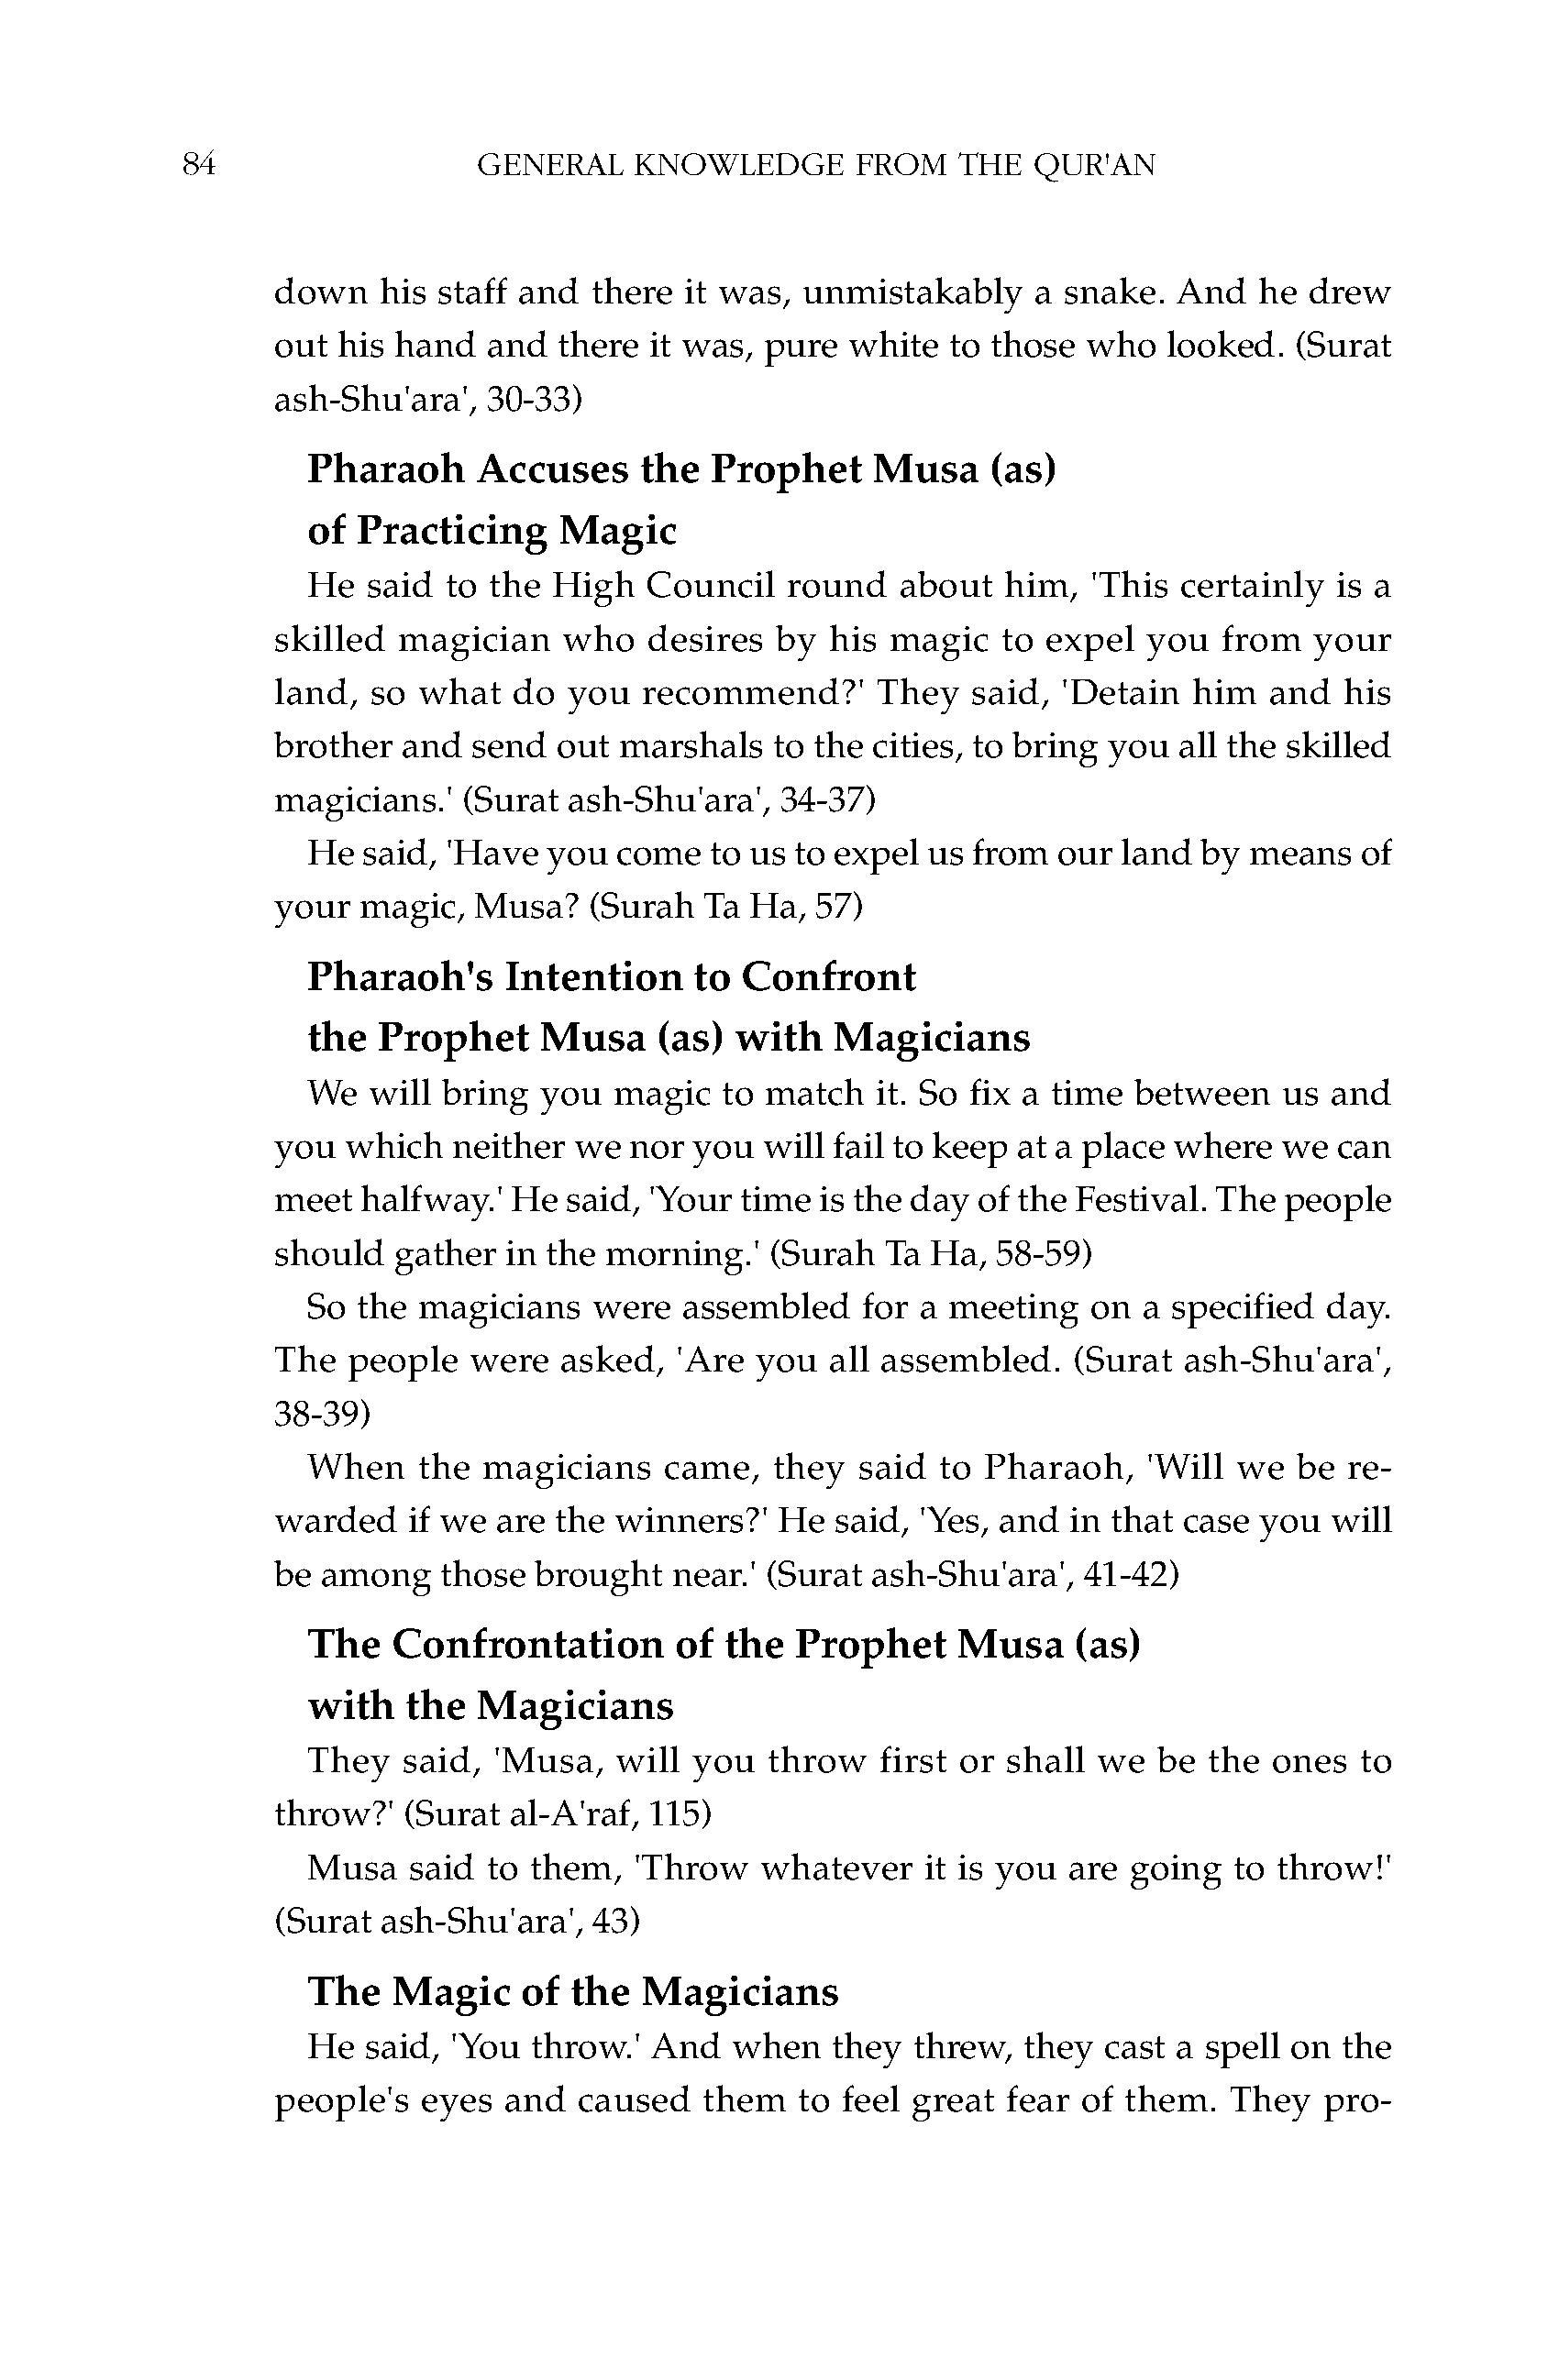 84 GENERAL KNOWLEDGE FROM THE QUR'AN
down his staff and there it was, unmistakably a snake. And he drew
out his hand and there it was, pure white to those who looked. (Surat
ash-Shu'ara', 30-33)
Pharaoh Accuses the Prophet Musa (as)
of Practicing Magic
He said to the High Council round about him, 'This certainly is a
skilled magician who desires by his magic to expel you from your
land, so what do you recommend?' They said, 'Detain him and his
brother and send out marshals to the cities, to bring you all the skilled
magicians.' (Surat ash-Shu'ara', 34-37)
He said, 'Have you come to us to expel us from our land by means of
your magic, Musa? (Surah Ta Ha, 57)
Pharaoh's Intention to Confront
the Prophet Musa (as) with Magicians
We will bring you magic to match it. So fix a time between us and
you which neither we nor you will fail to keep at a place where we can
meet halfway.' He said, 'Your time is the day of the Festival. The people
should gather in the morning.' (Surah Ta Ha, 58-59)
So the magicians were assembled for a meeting on a specified day.
The people were asked, 'Are you all assembled. (Surat ash-Shu'ara',
38-39)
When the magicians came, they said to Pharaoh, 'Will we be re-
warded if we are the winners?' He said, 'Yes, and in that case you will
be among those brought near.' (Surat ash-Shu'ara', 41-42)
The Confrontation of the Prophet Musa (as)
with the Magicians
They said, 'Musa, will you throw first or shall we be the ones to
throw?' (Surat al-A'raf, 115)
Musa said to them, 'Throw whatever it is you are going to throw!'
(Surat ash-Shu'ara', 43)
The Magic of the Magicians
He said, 'You throw.' And when they threw, they cast a spell on the
people's eyes and caused them to feel great fear of them. They pro-